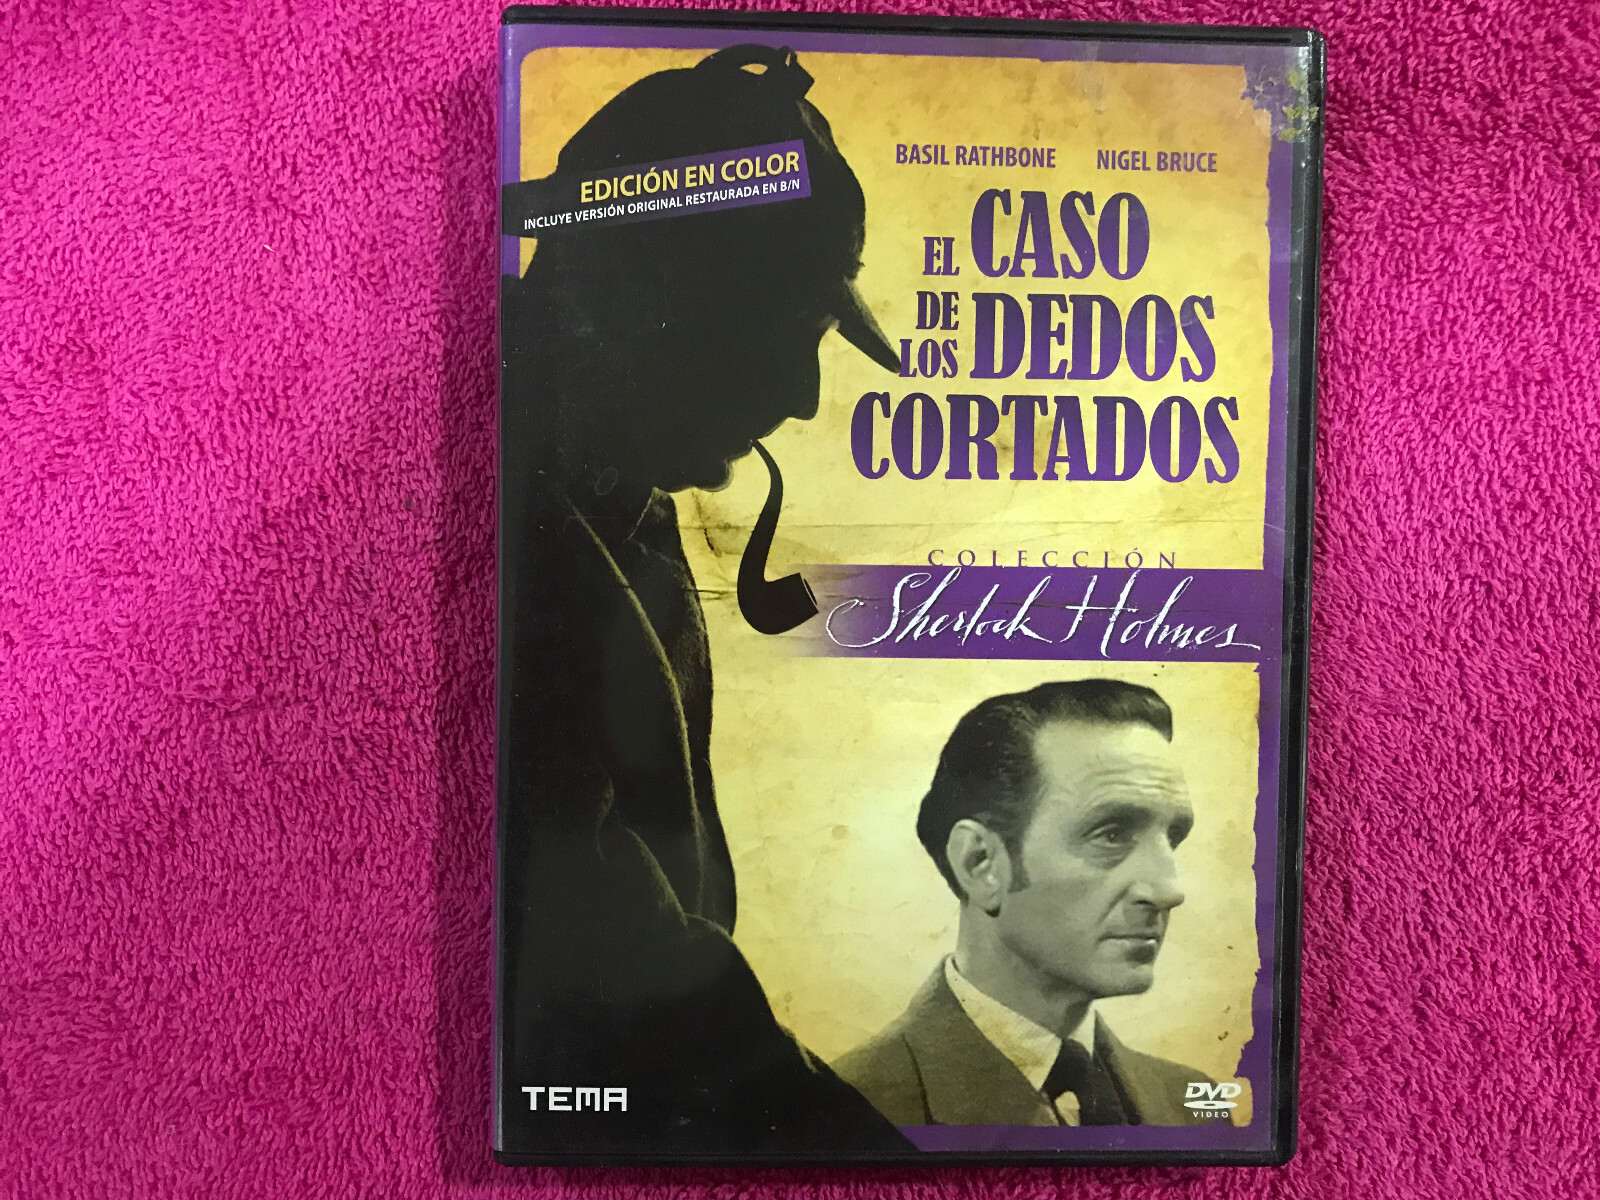 EDICIÓN EN COLOR
INCLUYE VERSIÓN ORIGINAL RESTAURADA EN B/N
BASIL RATHBONE NIGEL BRUCE
EL CASO
DE LOS DEDOS
CORTADOS
COLECCIÓN
Sherlock Holmes
TEMA
DVD
VIDEO